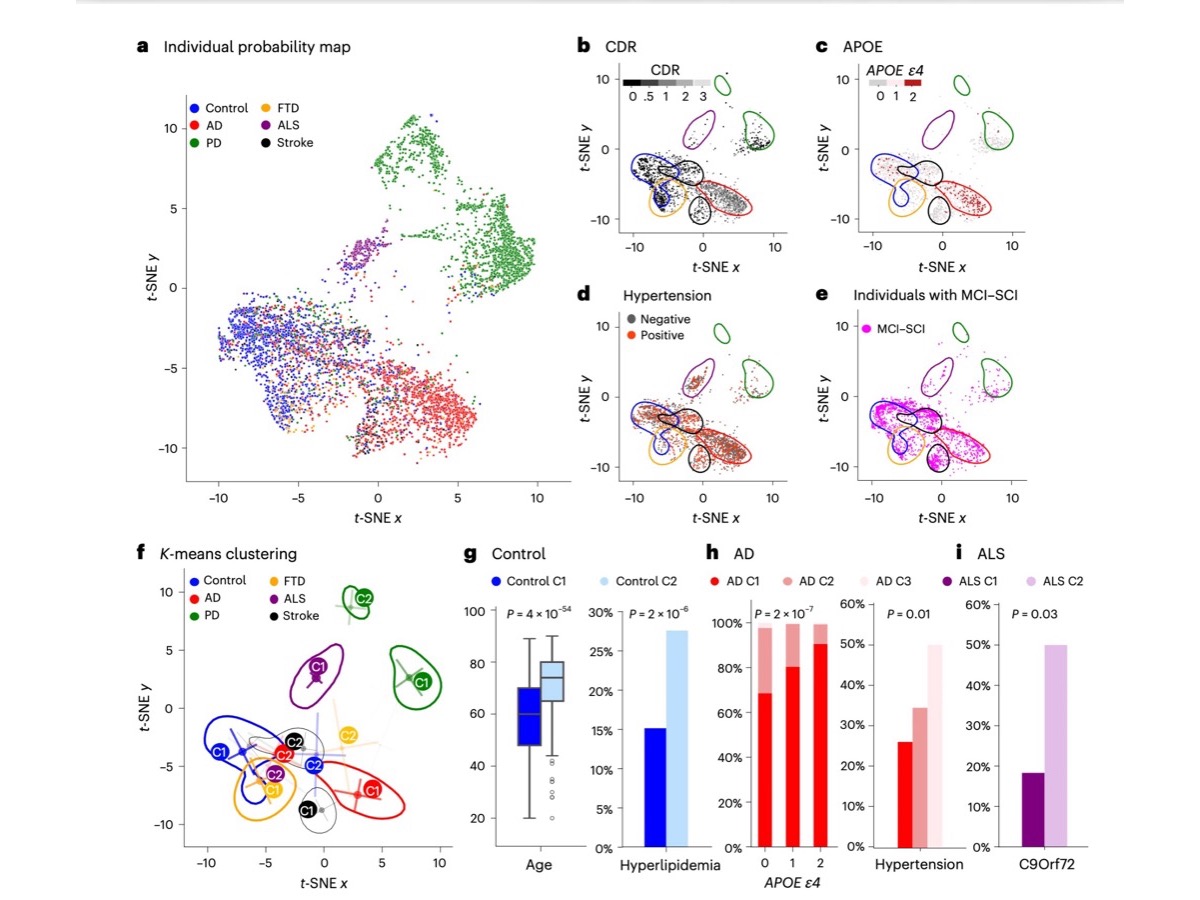 a Individual probability map
Control
AD
PD
FTD
ALS
Stroke
10
5
0
−5
−10
t-SNE y
−10 −5 0 5 10
t-SNE x
b CDR
CDR
0 .5 1 2 3
10
0
−10
t-SNE y
−10 0 10
t-SNE x
c APOE
APOE ε4
0 1 2
10
0
−10
t-SNE y
−10 0 10
t-SNE x
d Hypertension
Negative
Positive
10
0
−10
t-SNE y
−10 0 10
t-SNE x
e Individuals with MCI–SCI
MCI–SCI
10
0
−10
t-SNE y
−10 0 10
t-SNE x
f K-means clustering
Control
AD
PD
FTD
ALS
Stroke
10
5
0
−5
−10
t-SNE y
C2
C1
C1
C2
C2
C2
C1
C2
C2
C1
C1
C1
−10 −5 0 5 10
t-SNE x
g Control
Control C1 Control C2
P = 4 × 10⁻⁵⁴
100
80
60
40
20
Age
P = 2 × 10⁻⁶
30%
25%
20%
15%
10%
5%
0%
Hyperlipidemia
h AD
AD C1 AD C2 AD C3
P = 2 × 10⁻⁷
100%
80%
60%
40%
20%
0%
0 1 2
APOE ε4
P = 0.01
60%
50%
40%
30%
20%
10%
0%
Hypertension
i ALS
ALS C1 ALS C2
P = 0.03
60%
50%
40%
30%
20%
10%
0%
C9Orf72